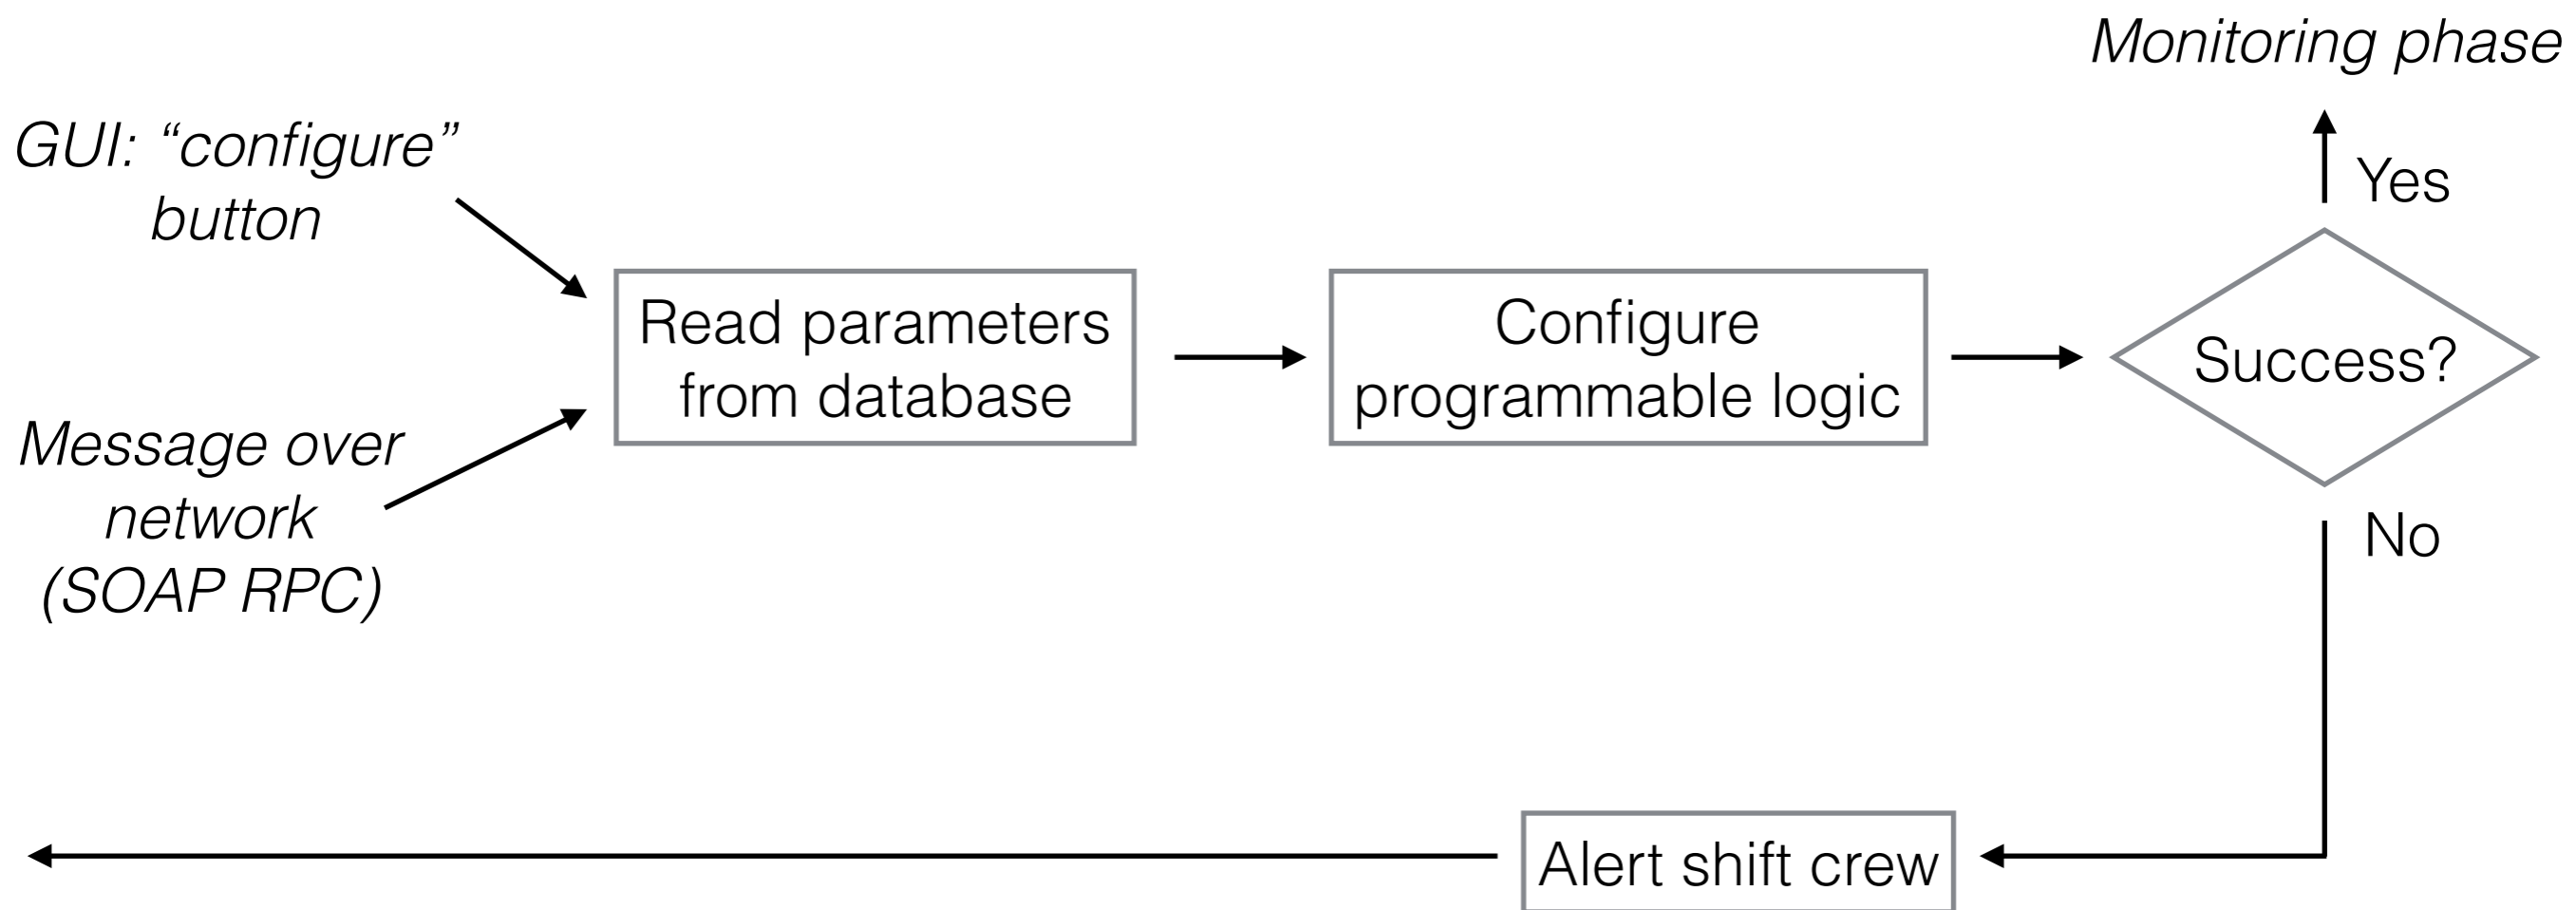 Monitoring phase
GUI: “configure”
button
Yes
Read parameters
from database
Configure
programmable logic
Success?
Message over
network
(SOAP RPC)
No
Alert shift crew